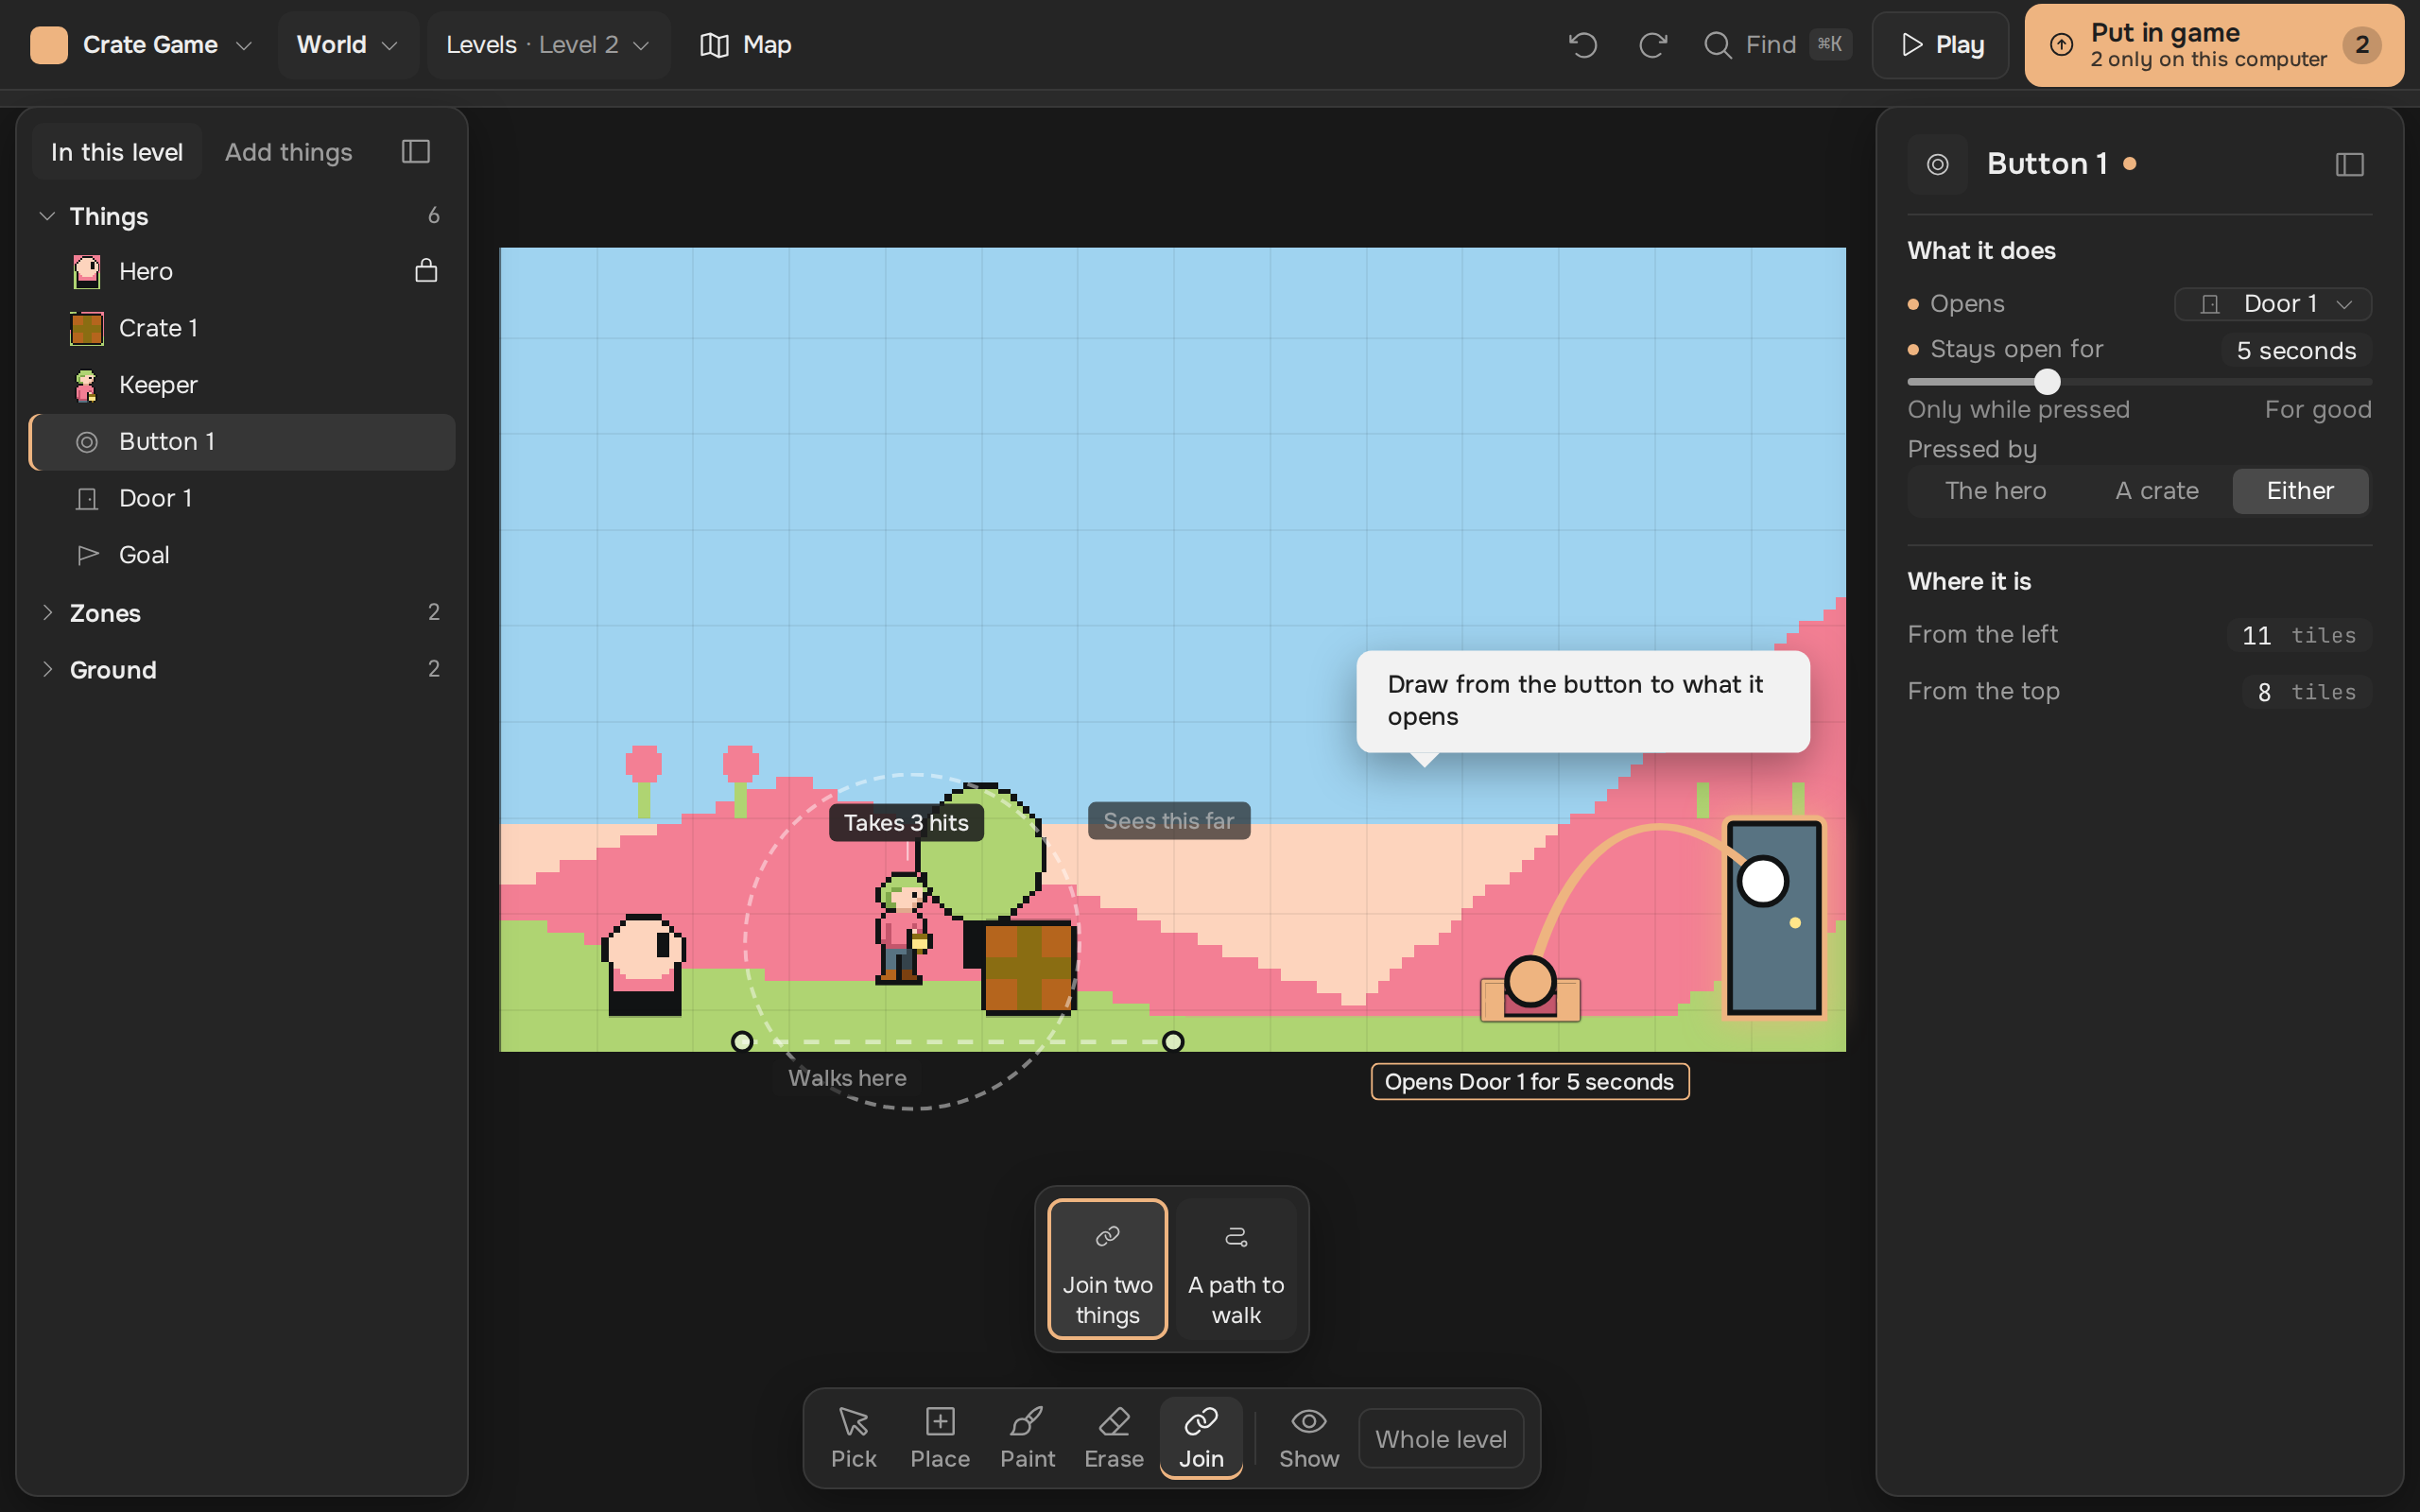 Crate Game
World
Levels · Level 2
Map
Find ⌘K
Play
Put in game
2 only on this computer
2
In this level
Add things
Things 6
Hero
Crate 1
Keeper
Button 1
Door 1
Goal
Zones 2
Ground 2
Draw from the button to what it
opens
Takes 3 hits
Sees this far
Walks here
Opens Door 1 for 5 seconds
Join two
things
A path to
walk
Pick
Place
Paint
Erase
Join
Show
Whole level
Button 1
What it does
Opens Door 1
Stays open for 5 seconds
Only while pressed For good
Pressed by
The hero A crate Either
Where it is
From the left 11 tiles
From the top 8 tiles